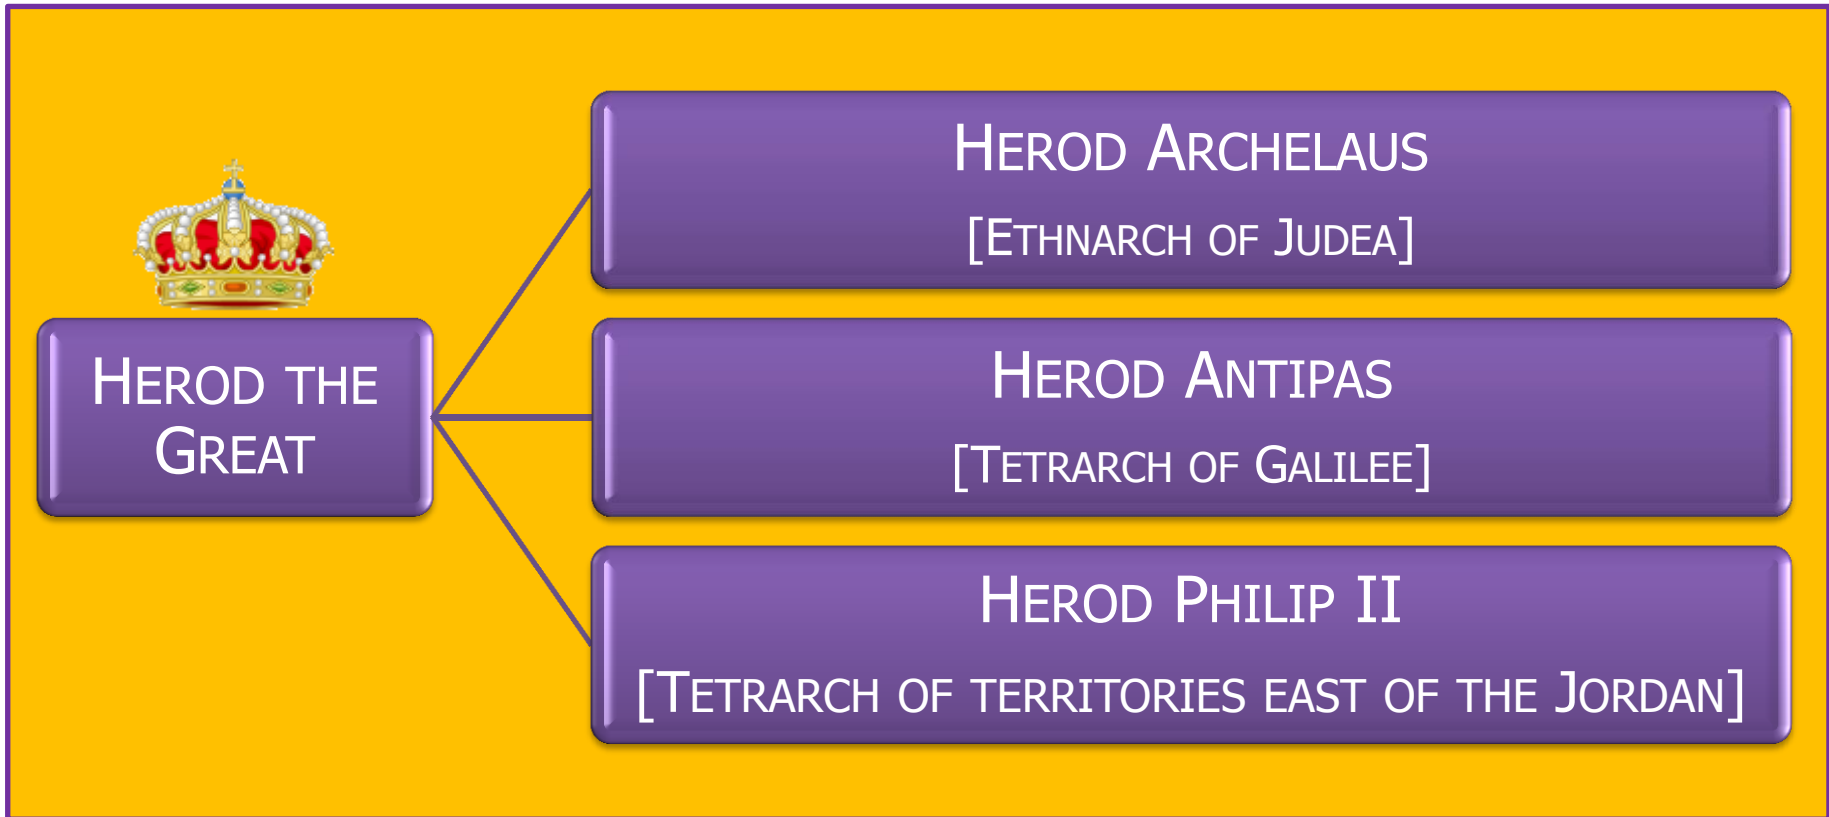 Herod the
Great
Herod Archelaus
[Ethnarch of Judea]
Herod Antipas
[Tetrarch of Galilee]
Herod Philip II
[Tetrarch of territories east of the Jordan]